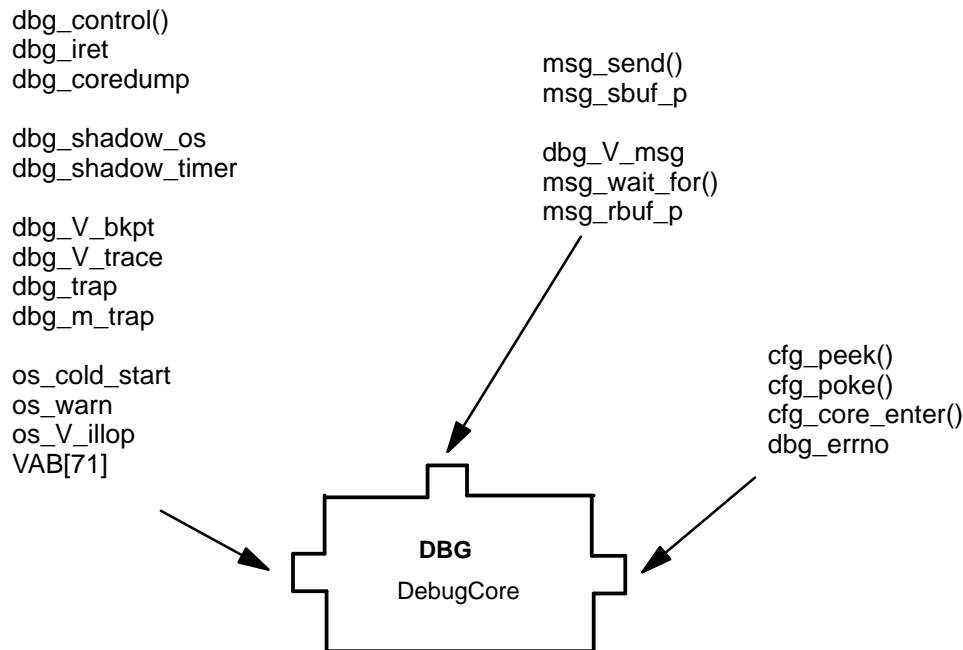 dbg_control()
dbg_iret
dbg_coredump
dbg_shadow_os
dbg_shadow_timer
dbg_V_bkpt
dbg_V_trace
dbg_trap
dbg_m_trap
os_cold_start
os_warn
os_V_illop
VAB[71]
msg_send()
msg_sbuf_p
dbg_V_msg
msg_wait_for()
msg_rbuf_p
cfg_peek()
cfg_poke()
cfg_core_enter()
dbg_errno
DBG
DebugCore